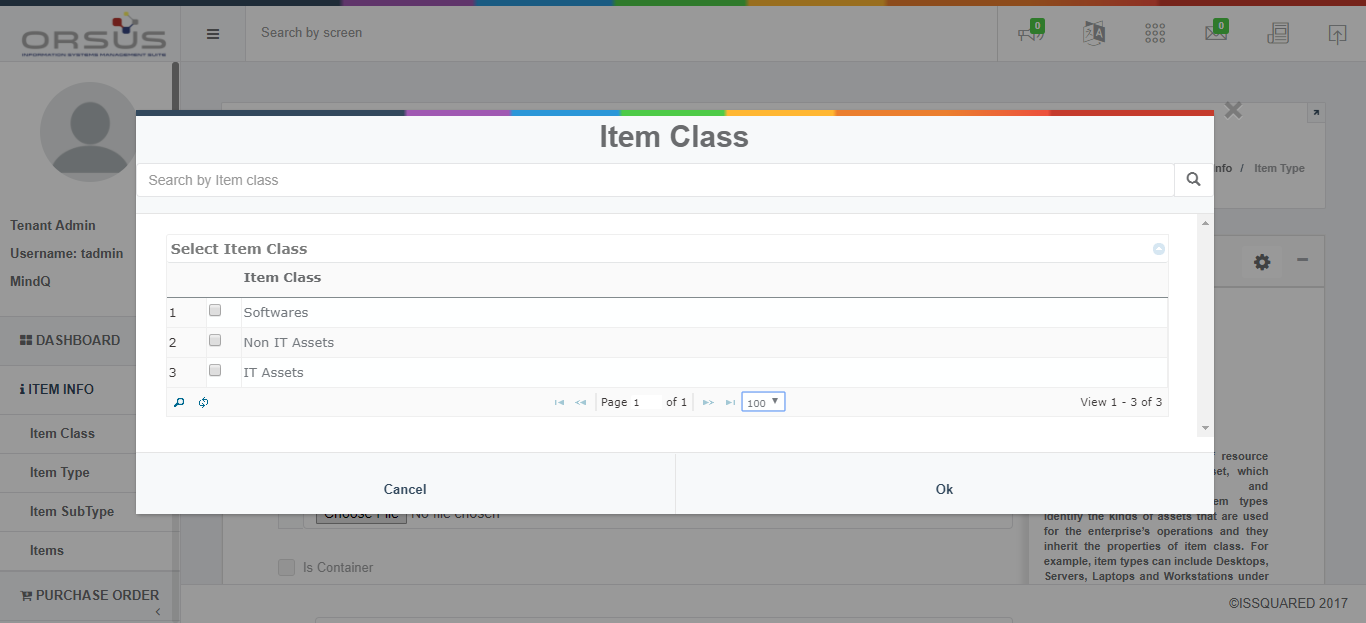 ORSUS
INFORMATION SYSTEMS MANAGEMENT SUITE
Search by screen
0
0
Tenant Admin
Username: tadmin
MindQ
DASHBOARD
ITEM INFO
Item Class
Item Type
Item SubType
Items
PURCHASE ORDER
nfo / Item Type
Item Class
Search by Item class
Select Item Class
Item Class
1 Softwares
2 Non IT Assets
3 IT Assets
Page 1 of 1 100 View 1 - 3 of 3
Cancel Ok
Choose File No file chosen
Is Container
resource
set, which
and
em types
identify the kinds of assets that are used
for the enterprise's operations and they
inherit the properties of item class. For
example, item types can include Desktops,
Servers, Laptops and Workstations under
©ISSQUARED 2017